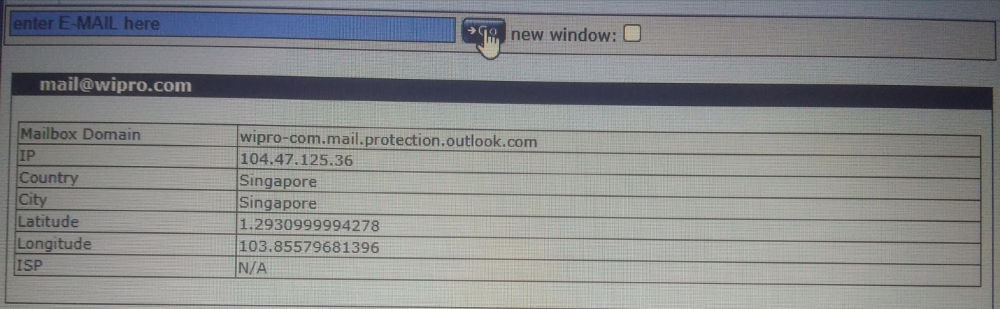 enter E-MAIL here
→Go new window:
mail@wipro.com
Mailbox Domain wipro-com.mail.protection.outlook.com
IP 104.47.125.36
Country Singapore
City Singapore
Latitude 1.2930999994278
Longitude 103.85579681396
ISP N/A